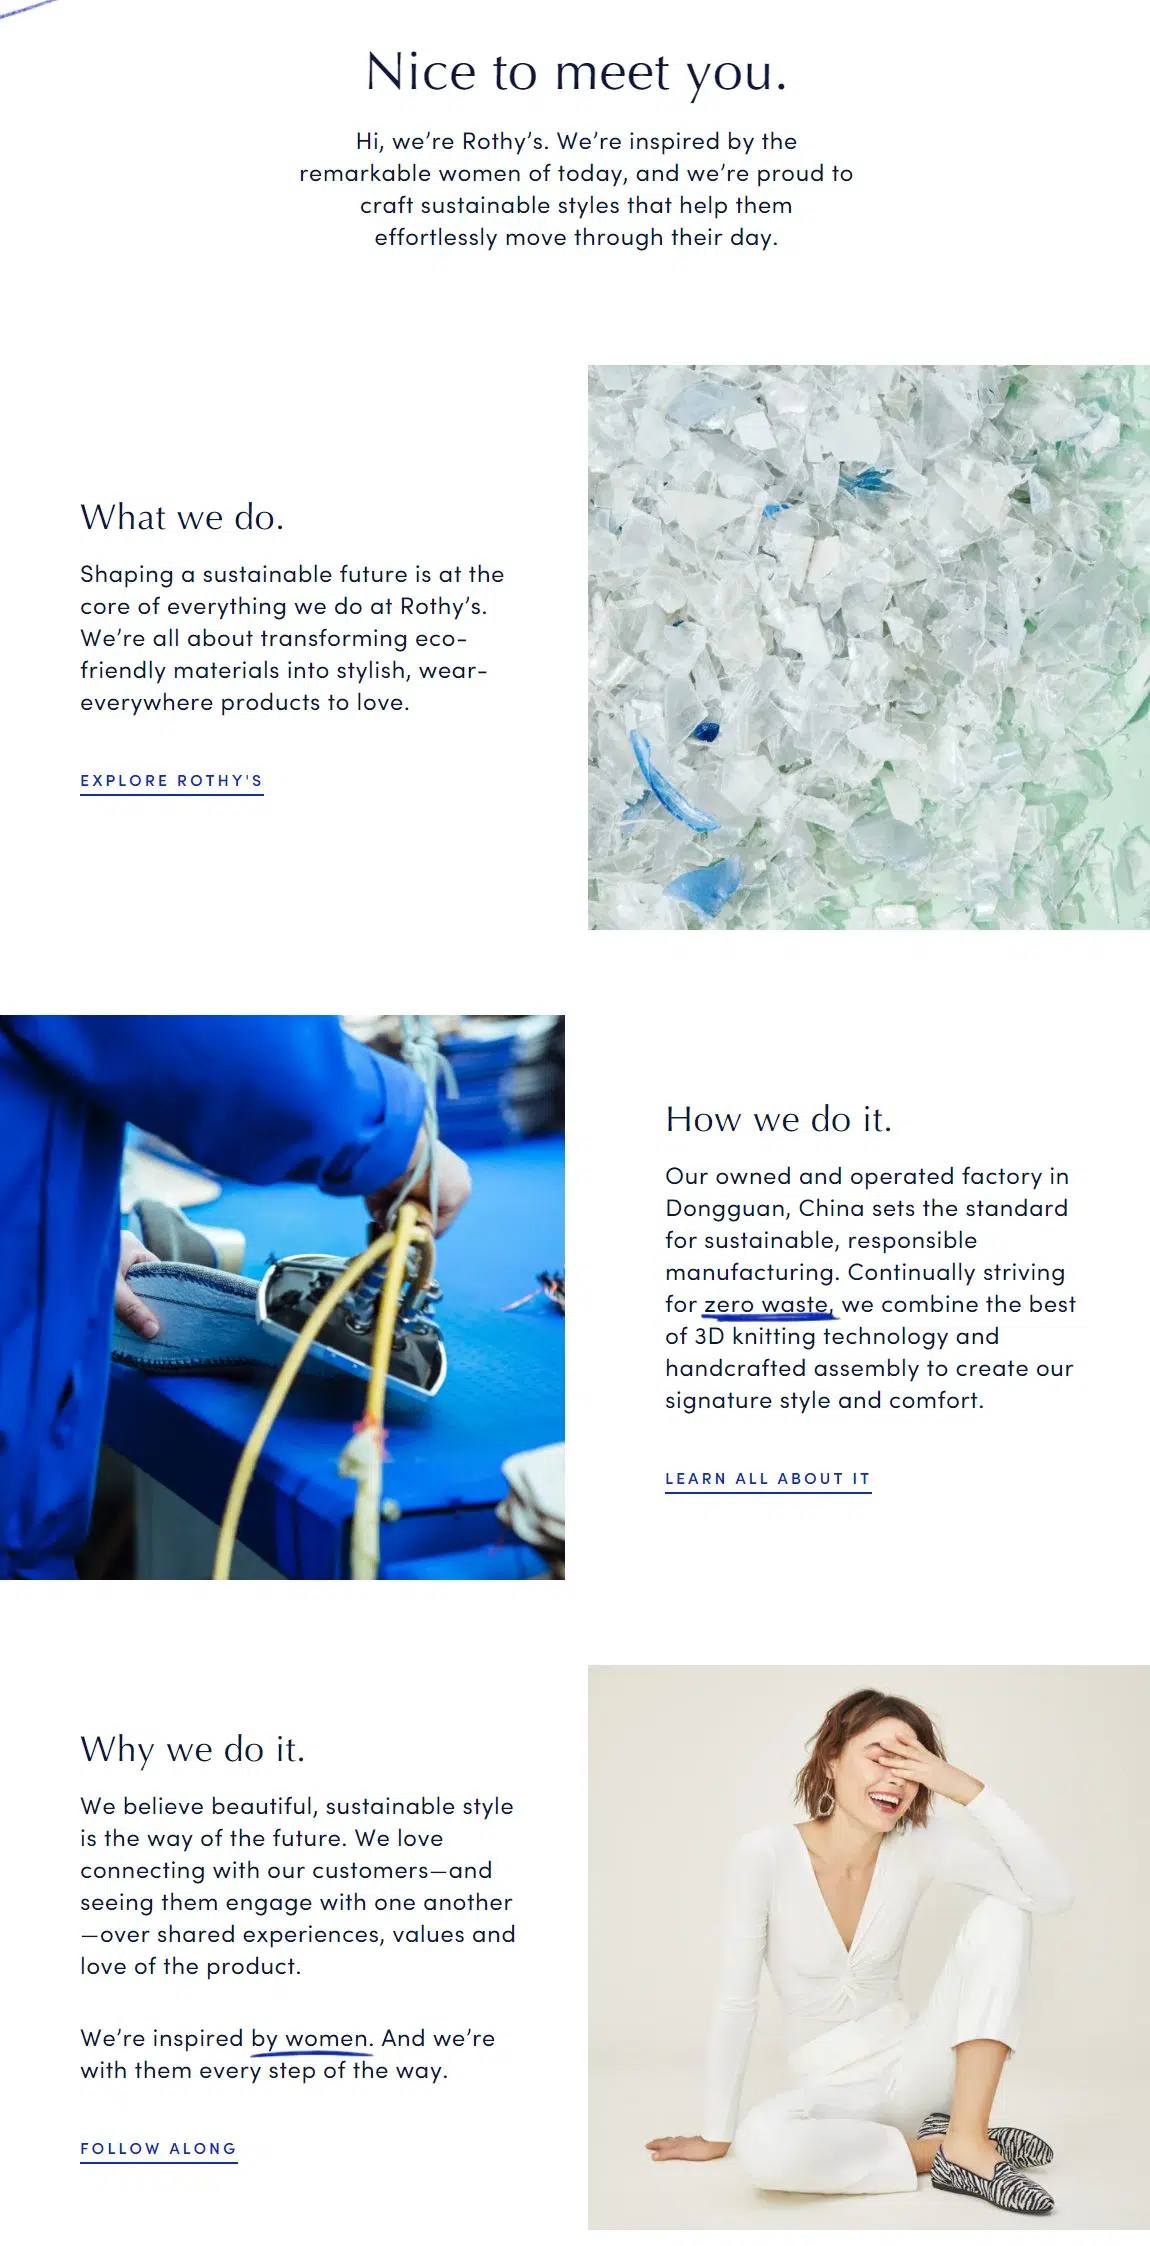 Nice to meet you.
Hi, we’re Rothy’s. We’re inspired by the
remarkable women of today, and we’re proud to
craft sustainable styles that help them
effortlessly move through their day.
What we do.
Shaping a sustainable future is at the
core of everything we do at Rothy’s.
We’re all about transforming eco-
friendly materials into stylish, wear-
everywhere products to love.
EXPLORE ROTHY'S
How we do it.
Our owned and operated factory in
Dongguan, China sets the standard
for sustainable, responsible
manufacturing. Continually striving
for zero waste, we combine the best
of 3D knitting technology and
handcrafted assembly to create our
signature style and comfort.
LEARN ALL ABOUT IT
Why we do it.
We believe beautiful, sustainable style
is the way of the future. We love
connecting with our customers—and
seeing them engage with one another
—over shared experiences, values and
love of the product.
We’re inspired by women. And we’re
with them every step of the way.
FOLLOW ALONG